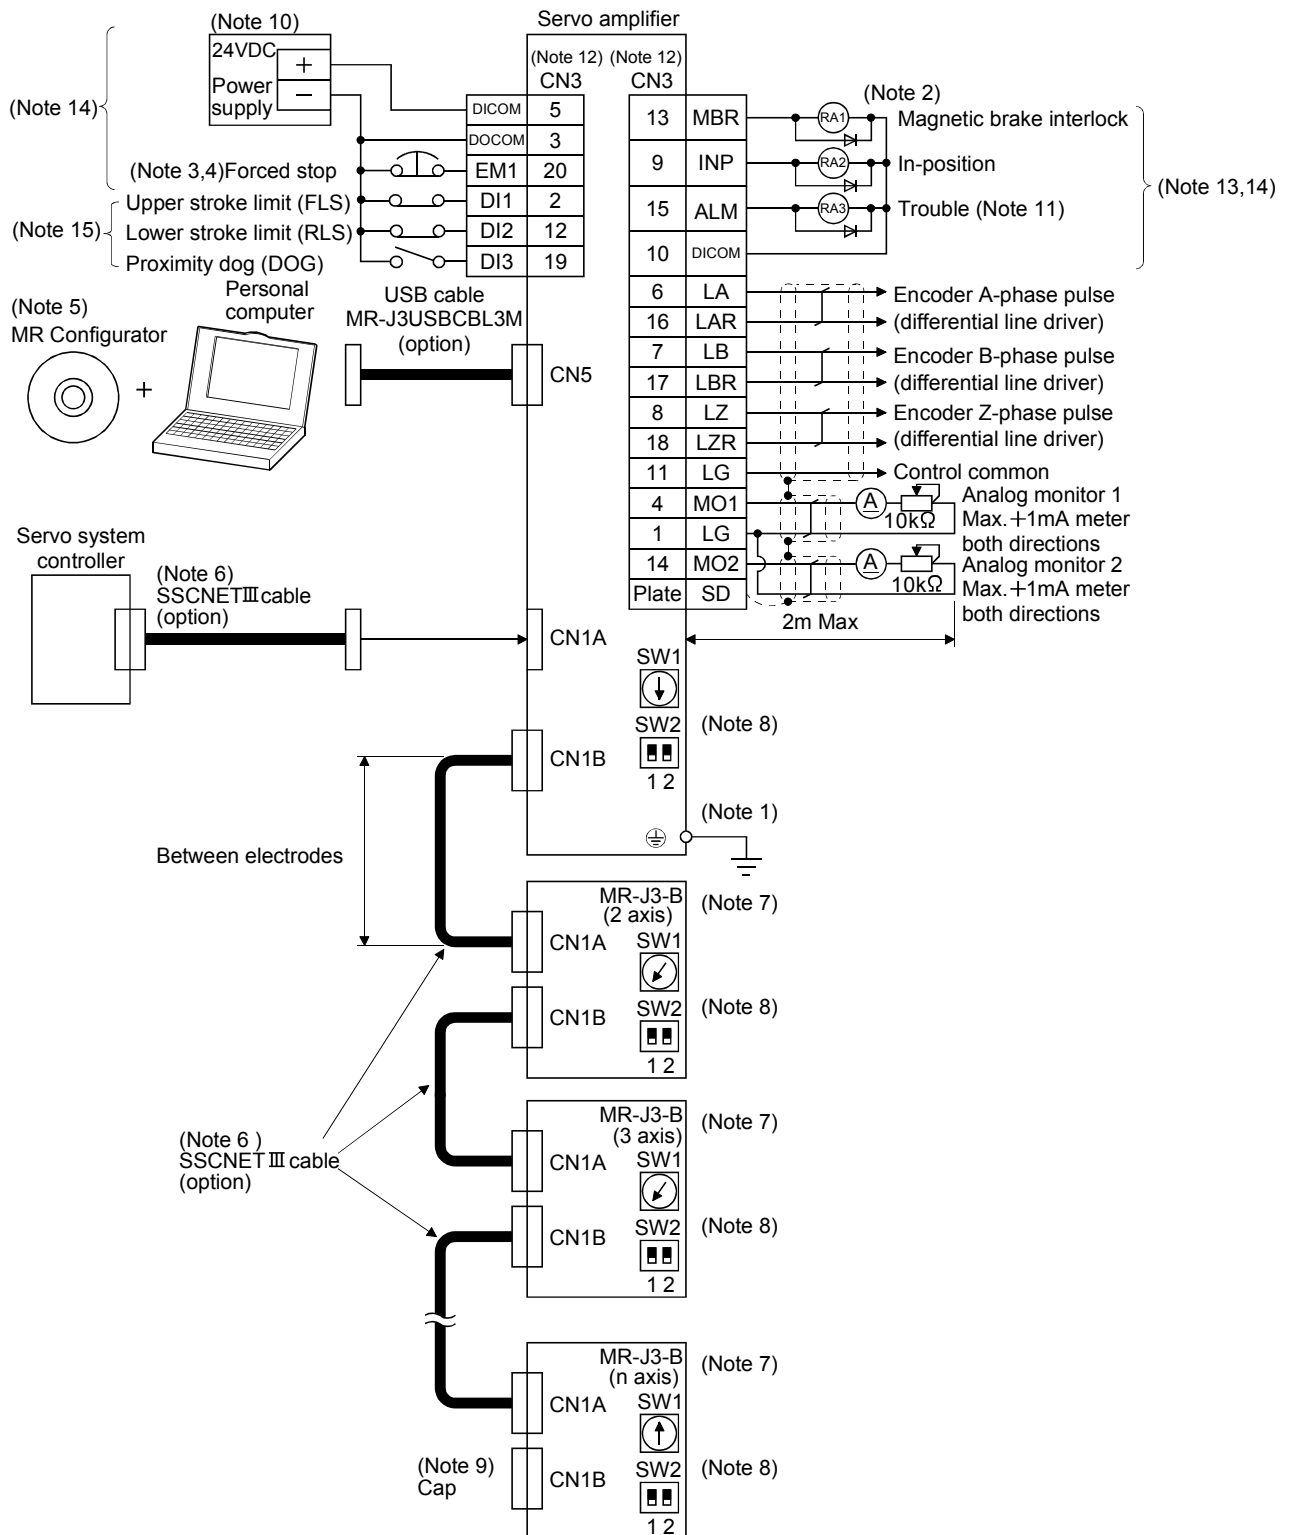 (Note 10)
Servo amplifier
24VDC
+
Power
−
supply
(Note 14)
(Note 12) (Note 12)
CN3 CN3
DICOM 5
DOCOM 3
(Note 3,4)Forced stop EM1 20
Upper stroke limit (FLS) DI1 2
(Note 15) Lower stroke limit (RLS) DI2 12
Proximity dog (DOG) DI3 19
(Note 2)
13 MBR RA1 Magnetic brake interlock
9 INP RA2 In-position
15 ALM RA3 Trouble (Note 11)
10 DICOM
(Note 13,14)
6 LA Encoder A-phase pulse
16 LAR (differential line driver)
7 LB Encoder B-phase pulse
17 LBR (differential line driver)
8 LZ Encoder Z-phase pulse
18 LZR (differential line driver)
11 LG Control common
4 MO1 A 10kΩ Analog monitor 1
Max.+1mA meter
1 LG both directions
14 MO2 A 10kΩ Analog monitor 2
Max.+1mA meter
Plate SD both directions
2m Max
(Note 5)
MR Configurator
+
Personal
computer
USB cable
MR-J3USBCBL3M
(option)
CN5
Servo system
controller
(Note 6)
SSCNETⅢ cable
(option)
CN1A
SW1
SW2 (Note 8)
1 2
CN1B
(Note 1)
Between electrodes
MR-J3-B (Note 7)
(2 axis)
CN1A SW1
CN1B SW2 (Note 8)
1 2
(Note 6 )
SSCNETⅢ cable
(option)
MR-J3-B (Note 7)
(3 axis)
CN1A SW1
CN1B SW2 (Note 8)
1 2
MR-J3-B (Note 7)
(n axis)
CN1A SW1
(Note 9)
Cap
CN1B SW2 (Note 8)
1 2